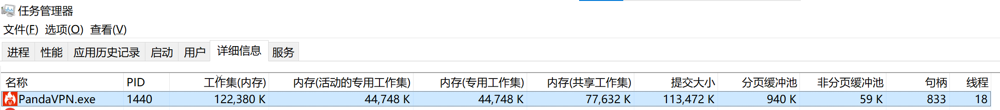 任务管理器
文件(F) 选项(O) 查看(V)
进程 性能 应用历史记录 启动 用户 详细信息 服务
名称 PID 工作集(内存) 内存(活动的专用工作集) 内存(专用工作集) 内存(共享工作集) 提交大小 分页缓冲池 非分页缓冲池 句柄 线程
PandaVPN.exe 1440 122,380 K 44,748 K 44,748 K 77,632 K 113,472 K 940 K 59 K 833 18